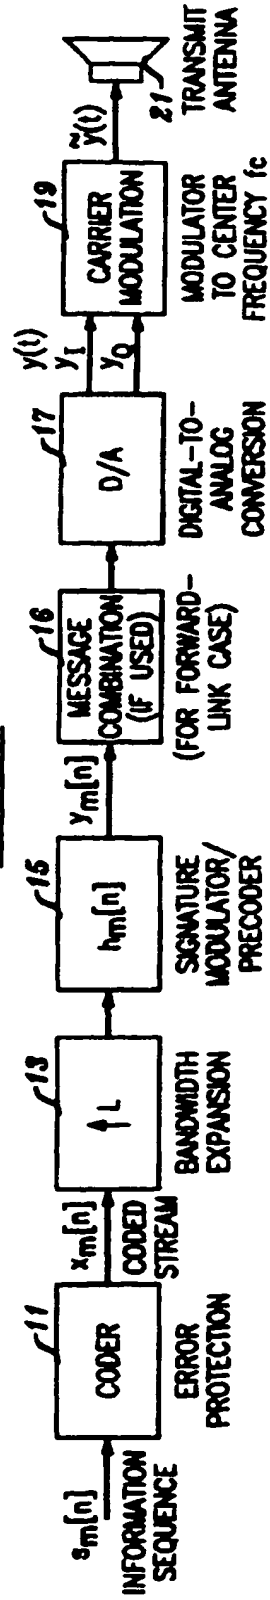 sm[n]
INFORMATION
SEQUENCE
11
CODER
ERROR
PROTECTION
xm[n]
CODED
STREAM
13
L
BANDWIDTH
EXPANSION
15
hm[n]
SIGNATURE
MODULATOR/
PRECODER
ym[n]
16
MESSAGE
COMBINATION
(IF USED)
(FOR FORWARD-
LINK CASE)
17
D/A
DIGITAL-TO-
ANALOG
CONVERSION
y(t)
yI
yQ
19
CARRIER
MODULATION
MODULATOR
TO CENTER
FREQUENCY fc
ỹ(t)
21
TRANSMIT
ANTENNA